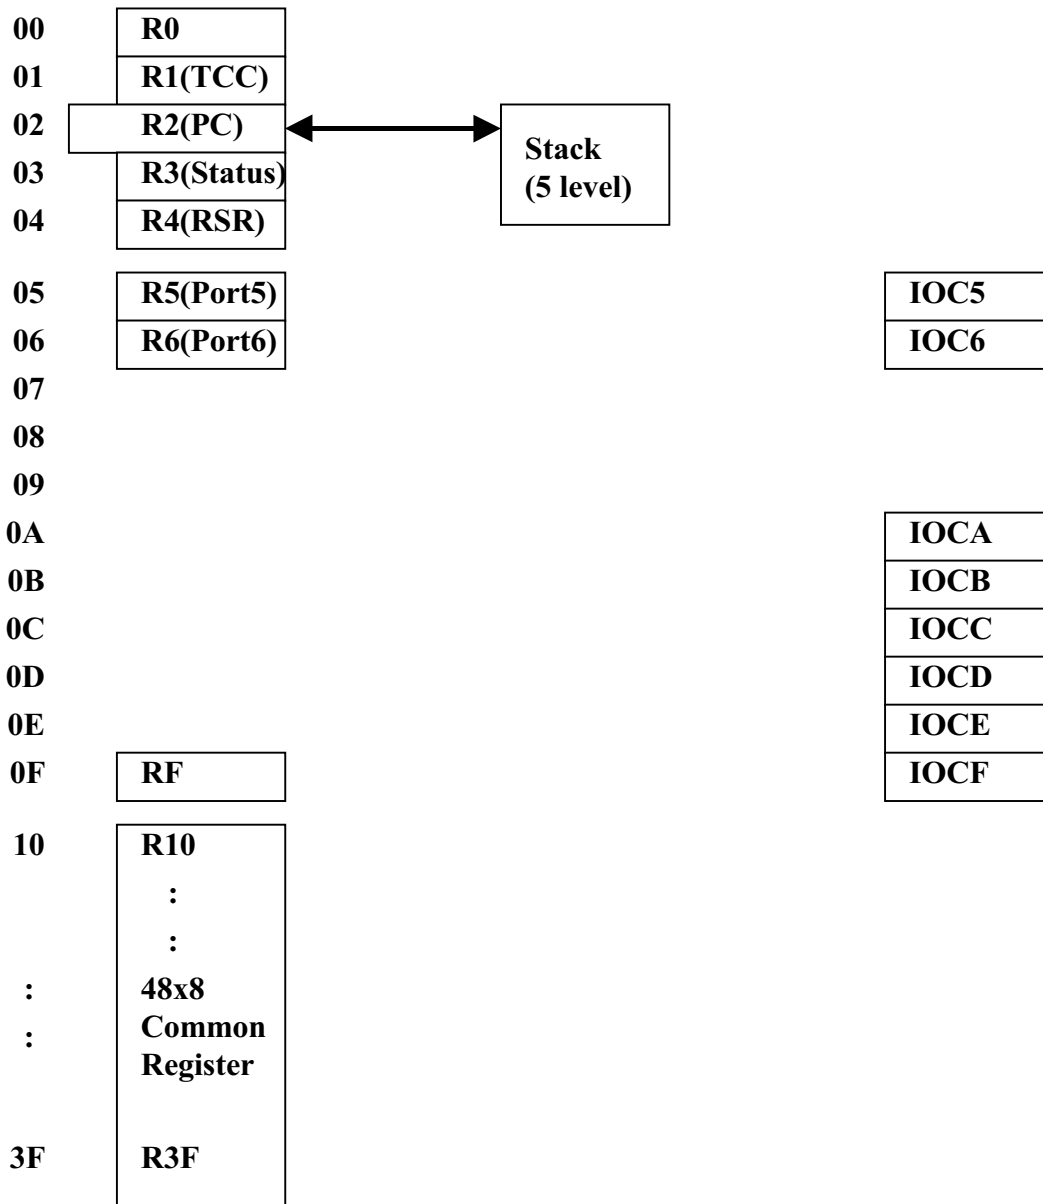 00 R0
01 R1(TCC)
02 R2(PC)
Stack
(5 level)
03 R3(Status)
04 R4(RSR)
05 R5(Port5) IOC5
06 R6(Port6) IOC6
07
08
09
0A IOCA
0B IOCB
0C IOCC
0D IOCD
0E IOCE
0F RF IOCF
10 R10
:
:
: 48x8
: Common
Register
3F R3F